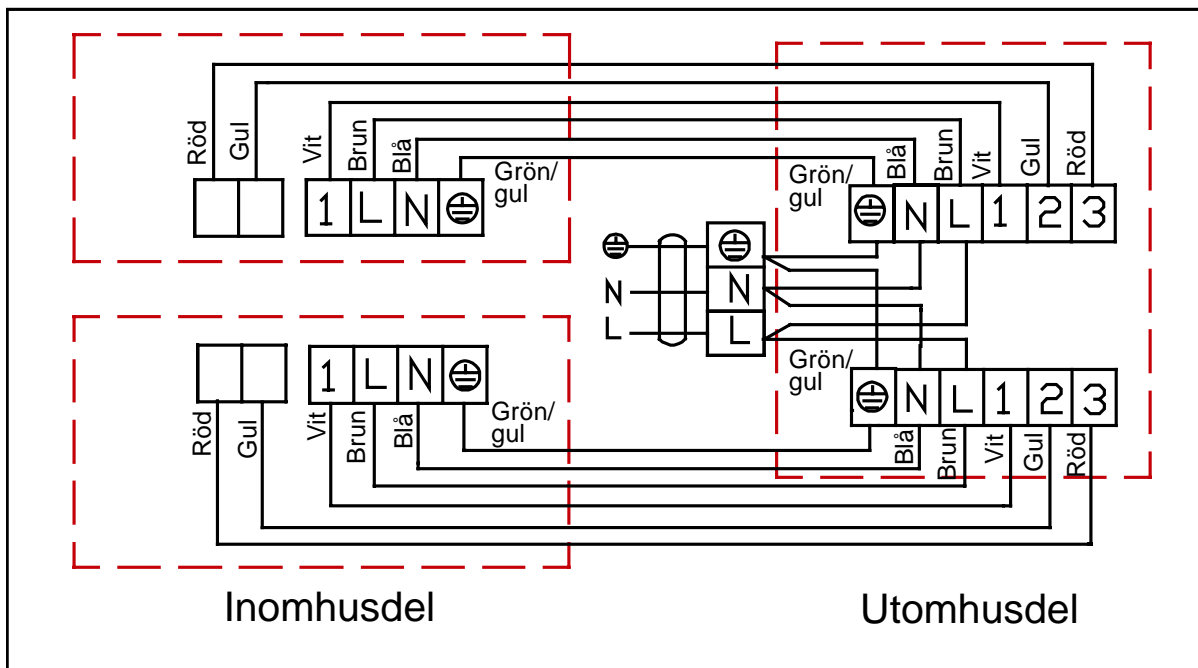 Röd
Gul
Vit
Brun
Blå
Grön/
gul
1 L N
Grön/
gul
Blå
Brun
Vit
Gul
Röd
N L 1 2 3
N
L
N
L
1 L N
Röd
Gul
Vit
Brun
Blå
Grön/
gul
Grön/
gul
N L 1 2 3
Blå
Brun
Vit
Gul
Röd
Inomhusdel
Utomhusdel